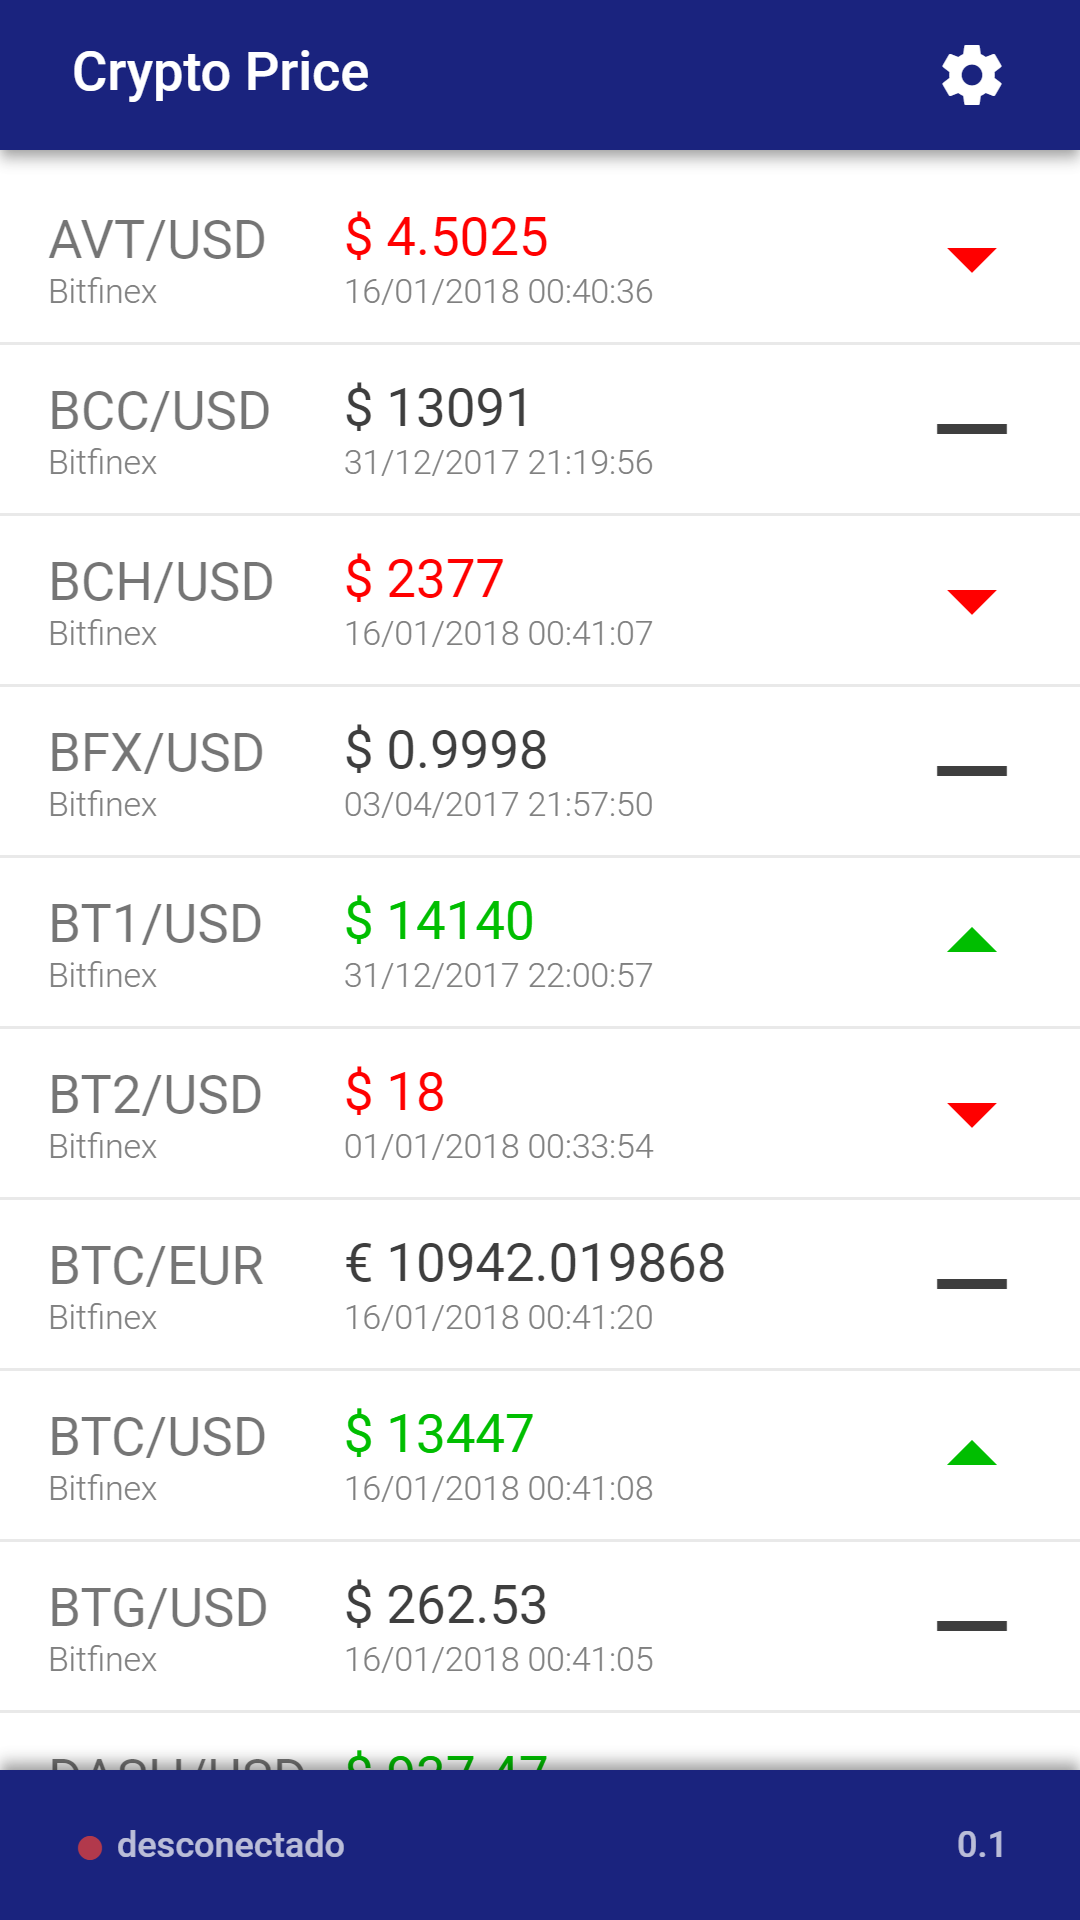 Crypto Price
AVT/USD
$ 4.5025
Bitfinex
16/01/2018 00:40:36
BCC/USD
$ 13091
Bitfinex
31/12/2017 21:19:56
BCH/USD
$ 2377
Bitfinex
16/01/2018 00:41:07
BFX/USD
$ 0.9998
Bitfinex
03/04/2017 21:57:50
BT1/USD
$ 14140
Bitfinex
31/12/2017 22:00:57
BT2/USD
$ 18
Bitfinex
01/01/2018 00:33:54
BTC/EUR
€ 10942.019868
Bitfinex
16/01/2018 00:41:20
BTC/USD
$ 13447
Bitfinex
16/01/2018 00:41:08
BTG/USD
$ 262.53
Bitfinex
16/01/2018 00:41:05
DASH/USD
desconectado
0.1